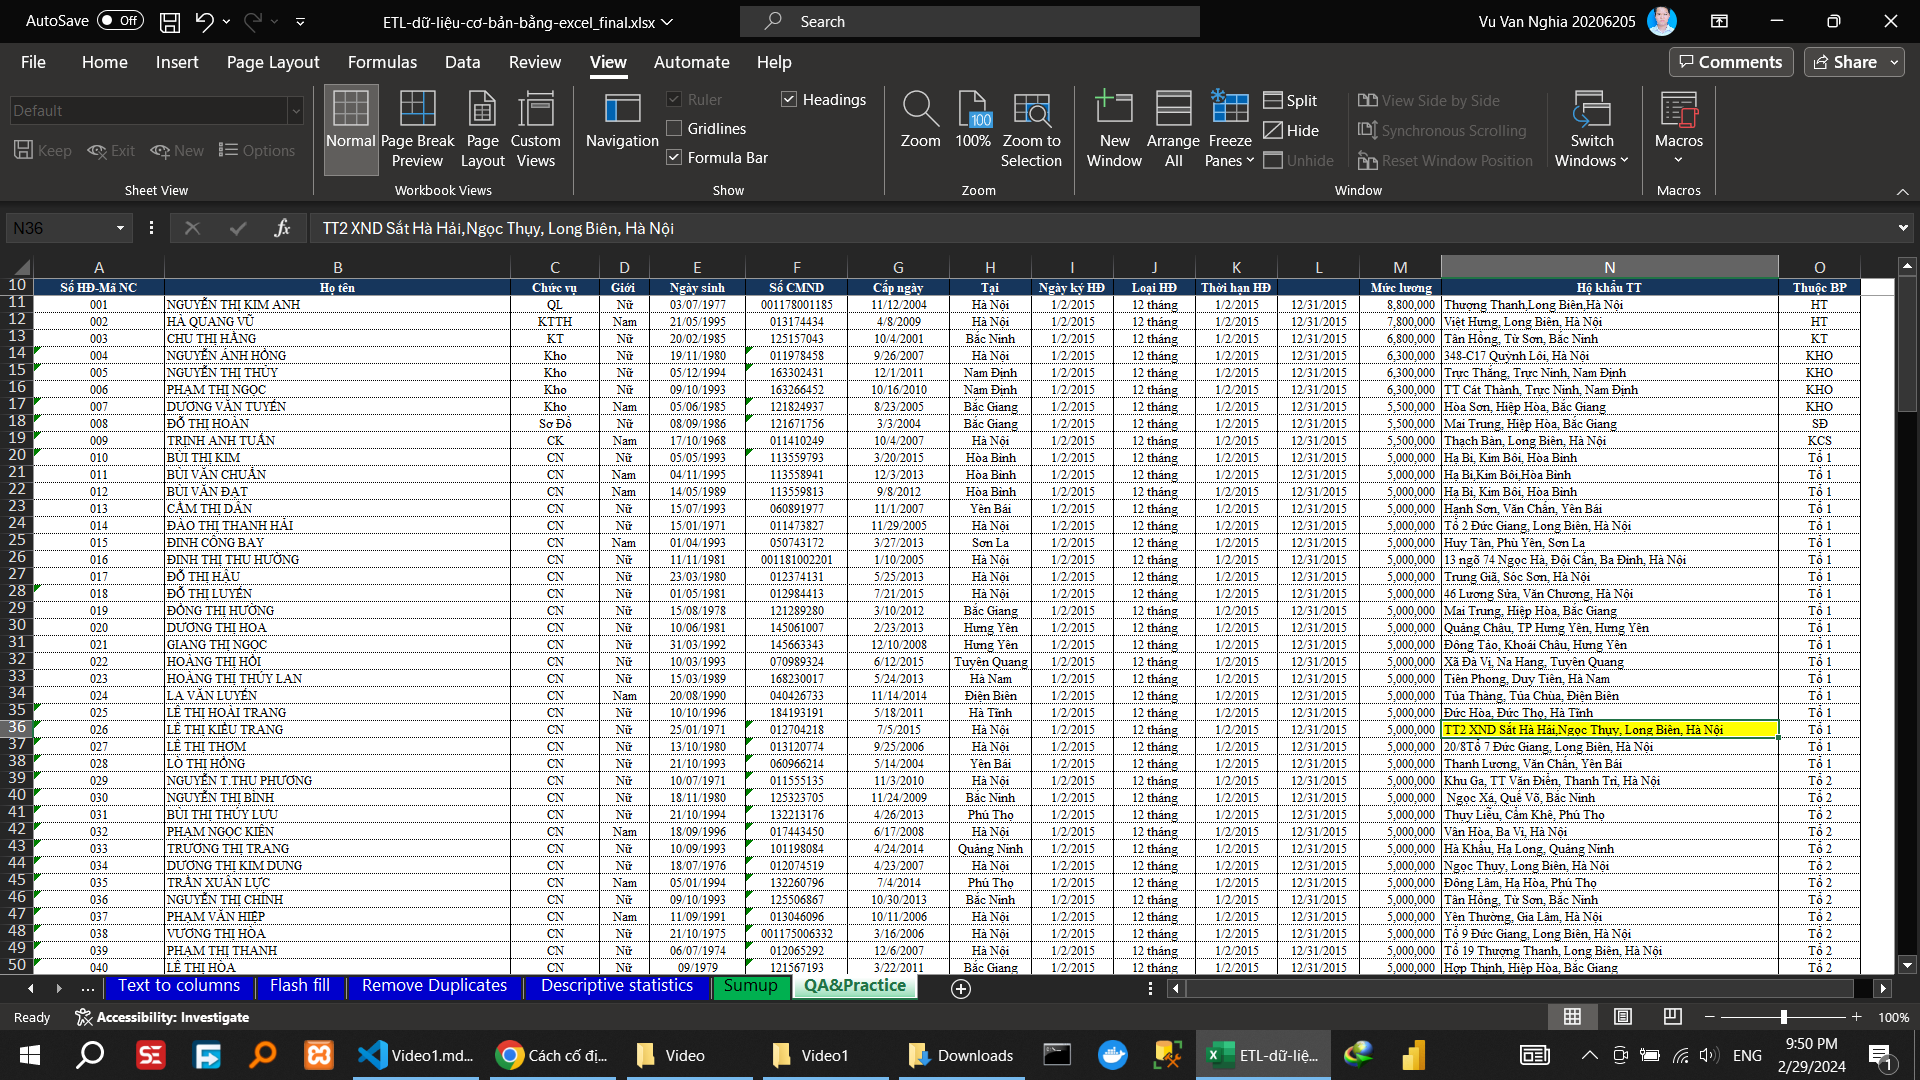 AutoSave Off ETL-dữ-liệu-cơ-bản-bằng-excel_final.xlsx Search Vu Van Nghia 20206205
File Home Insert Page Layout Formulas Data Review View Automate Help Comments Share
Default
Keep Exit New Options
Sheet View
Normal
Page Break Preview
Page Layout
Custom Views
Workbook Views
Navigation
Ruler
Gridlines
Formula Bar
Headings
Show
Zoom
100%
Zoom to Selection
Zoom
New Window
Arrange All
Freeze Panes
Split
Hide
Unhide
View Side by Side
Synchronous Scrolling
Reset Window Position
Switch Windows
Window
Macros
Macros
N36 fx TT2 XND Sắt Hà Hải,Ngọc Thụy, Long Biên, Hà Nội
A B C D E F G H I J K L M N O
10 Số HĐ-Mã NC Họ tên Chức vụ Giới Ngày sinh Số CMND Cấp ngày Tại Ngày ký HĐ Loại HĐ Thời hạn HĐ Mức lương Hộ khẩu TT Thuộc BP
11 001 NGUYỄN THỊ KIM ANH QL Nữ 03/07/1977 001178001185 11/12/2004 Hà Nội 1/2/2015 12 tháng 1/2/2015 12/31/2015 8,800,000 Thượng Thanh,Long Biên,Hà Nội HT
12 002 HÀ QUANG VŨ KTTH Nam 21/05/1995 013174434 4/8/2009 Hà Nội 1/2/2015 12 tháng 1/2/2015 12/31/2015 7,800,000 Việt Hưng, Long Biên, Hà Nội HT
13 003 CHU THỊ HẰNG KT Nữ 20/02/1985 125157043 10/4/2001 Bắc Ninh 1/2/2015 12 tháng 1/2/2015 12/31/2015 6,800,000 Tân Hồng, Từ Sơn, Bắc Ninh KT
14 004 NGUYỄN ÁNH HỒNG Kho Nữ 19/11/1980 011978458 9/26/2007 Hà Nội 1/2/2015 12 tháng 1/2/2015 12/31/2015 6,300,000 348-C17 Quỳnh Lôi, Hà Nội KHO
15 005 NGUYỄN THỊ THÚY Kho Nữ 05/12/1994 163302431 12/1/2011 Nam Định 1/2/2015 12 tháng 1/2/2015 12/31/2015 6,300,000 Trực Thắng, Trực Ninh, Nam Định KHO
16 006 PHẠM THỊ NGỌC Kho Nữ 09/10/1993 163266452 10/16/2010 Nam Định 1/2/2015 12 tháng 1/2/2015 12/31/2015 6,300,000 TT Cát Thành, Trực Ninh, Nam Định KHO
17 007 DƯƠNG VĂN TUYỂN Kho Nam 05/06/1985 121824937 8/23/2005 Bắc Giang 1/2/2015 12 tháng 1/2/2015 12/31/2015 5,500,000 Hòa Sơn, Hiệp Hòa, Bắc Giang KHO
18 008 ĐỖ THỊ HOÀN Sơ Đồ Nữ 08/09/1986 121671756 3/3/2004 Bắc Giang 1/2/2015 12 tháng 1/2/2015 12/31/2015 5,500,000 Mai Trung, Hiệp Hòa, Bắc Giang SĐ
19 009 TRỊNH ANH TUẤN CK Nam 17/10/1968 011410249 10/4/2007 Hà Nội 1/2/2015 12 tháng 1/2/2015 12/31/2015 5,500,000 Thạch Bàn, Long Biên, Hà Nội KCS
20 010 BÙI THỊ KIM CN Nữ 05/05/1993 113559793 3/20/2015 Hòa Bình 1/2/2015 12 tháng 1/2/2015 12/31/2015 5,000,000 Hạ Bì, Kim Bôi, Hòa Bình Tổ 1
21 011 BÙI VĂN CHUẨN CN Nam 04/11/1995 113558941 12/3/2013 Hòa Bình 1/2/2015 12 tháng 1/2/2015 12/31/2015 5,000,000 Hạ Bì,Kim Bôi,Hòa Bình Tổ 1
22 012 BÙI VĂN ĐẠT CN Nam 14/05/1989 113559813 9/8/2012 Hòa Bình 1/2/2015 12 tháng 1/2/2015 12/31/2015 5,000,000 Hạ Bì, Kim Bôi, Hòa Bình Tổ 1
23 013 CẦM THỊ DÂN CN Nữ 15/07/1993 060891977 11/1/2007 Yên Bái 1/2/2015 12 tháng 1/2/2015 12/31/2015 5,000,000 Hạnh Sơn, Văn Chấn, Yên Bái Tổ 1
24 014 ĐÀO THỊ THANH HẢI CN Nữ 15/01/1971 011473827 11/29/2005 Hà Nội 1/2/2015 12 tháng 1/2/2015 12/31/2015 5,000,000 Tổ 2 Đức Giang, Long Biên, Hà Nội Tổ 1
25 015 ĐINH CÔNG BAY CN Nam 01/04/1993 050743172 3/27/2013 Sơn La 1/2/2015 12 tháng 1/2/2015 12/31/2015 5,000,000 Huy Tân, Phù Yên, Sơn La Tổ 1
26 016 ĐINH THỊ THU HƯỜNG CN Nữ 11/11/1981 001181002201 1/10/2005 Hà Nội 1/2/2015 12 tháng 1/2/2015 12/31/2015 5,000,000 13 ngõ 74 Ngọc Hà, Đội Cấn, Ba Đình, Hà Nội Tổ 1
27 017 ĐỖ THỊ HẬU CN Nữ 23/03/1980 012374131 5/25/2013 Hà Nội 1/2/2015 12 tháng 1/2/2015 12/31/2015 5,000,000 Trung Giã, Sóc Sơn, Hà Nội Tổ 1
28 018 ĐỖ THỊ LUYẾN CN Nữ 01/05/1981 012984413 7/21/2015 Hà Nội 1/2/2015 12 tháng 1/2/2015 12/31/2015 5,000,000 46 Lương Sử­a, Văn Chương, Hà Nội Tổ 1
29 019 ĐỒNG THỊ HƯỜNG CN Nữ 15/08/1978 121289280 3/10/2012 Bắc Giang 1/2/2015 12 tháng 1/2/2015 12/31/2015 5,000,000 Mai Trung, Hiệp Hòa, Bắc Giang Tổ 1
30 020 DƯƠNG THỊ HOA CN Nữ 10/06/1981 145061007 2/23/2013 Hưng Yên 1/2/2015 12 tháng 1/2/2015 12/31/2015 5,000,000 Quảng Châu, TP Hưng Yên, Hưng Yên Tổ 1
31 021 GIANG THỊ NGỌC CN Nữ 31/03/1992 145663343 12/10/2008 Hưng Yên 1/2/2015 12 tháng 1/2/2015 12/31/2015 5,000,000 Đông Tảo, Khoái Châu, Hưng Yên Tổ 1
32 022 HOÀNG THỊ HỒI CN Nữ 10/03/1993 070989324 6/12/2015 Tuyên Quang 1/2/2015 12 tháng 1/2/2015 12/31/2015 5,000,000 Xã Đà Vị, Na Hang, Tuyên Quang Tổ 1
33 023 HOÀNG THỊ THÚY LAN CN Nữ 15/03/1989 168230017 5/24/2013 Hà Nam 1/2/2015 12 tháng 1/2/2015 12/31/2015 5,000,000 Tiên Phong, Duy Tiên, Hà Nam Tổ 1
34 024 LA VĂN LUYẾN CN Nam 20/08/1990 040426733 11/14/2014 Điện Biên 1/2/2015 12 tháng 1/2/2015 12/31/2015 5,000,000 Tủa Thàng, Tủa Chùa, Điện Biên Tổ 1
35 025 LÊ THỊ HOÀI TRANG CN Nữ 10/10/1996 184193191 5/18/2011 Hà Tĩnh 1/2/2015 12 tháng 1/2/2015 12/31/2015 5,000,000 Đức Hòa, Đức Thọ, Hà Tĩnh Tổ 1
36 026 LÊ THỊ KIỀU TRANG CN Nữ 25/01/1971 012704218 7/5/2015 Hà Nội 1/2/2015 12 tháng 1/2/2015 12/31/2015 5,000,000 TT2 XND Sắt Hà Hải,Ngọc Thụy, Long Biên, Hà Nội Tổ 1
37 027 LÊ THỊ THƠM CN Nữ 13/10/1980 013120774 9/25/2006 Hà Nội 1/2/2015 12 tháng 1/2/2015 12/31/2015 5,000,000 20/8Tổ 7 Đức Giang, Long Biên, Hà Nội Tổ 1
38 028 LÒ THỊ HỒNG CN Nữ 21/10/1993 060966214 5/14/2004 Yên Bái 1/2/2015 12 tháng 1/2/2015 12/31/2015 5,000,000 Thanh Lương, Văn Chấn, Yên Bái Tổ 1
39 029 NGUYỄN T.THU PHƯƠNG CN Nữ 10/07/1971 011555135 11/3/2010 Hà Nội 1/2/2015 12 tháng 1/2/2015 12/31/2015 5,000,000 Khu Ga, TT Văn Điển, Thanh Trì, Hà Nội Tổ 2
40 030 NGUYỄN THỊ BÌNH CN Nữ 18/11/1980 125323705 11/24/2009 Bắc Ninh 1/2/2015 12 tháng 1/2/2015 12/31/2015 5,000,000 Ngọc Xá, Quế Võ, Bắc Ninh Tổ 2
41 031 BÙI THỊ THÚY LƯU CN Nữ 21/10/1994 132213176 4/26/2013 Phú Thọ 1/2/2015 12 tháng 1/2/2015 12/31/2015 5,000,000 Thụy Liễu, Cẩm Khê, Phú Thọ Tổ 2
42 032 PHẠM NGỌC KIÊN CN Nam 18/09/1996 017443450 6/17/2008 Hà Nội 1/2/2015 12 tháng 1/2/2015 12/31/2015 5,000,000 Vân Hòa, Ba Vì, Hà Nội Tổ 2
43 033 TRƯƠNG THỊ TRANG CN Nữ 10/09/1993 101198084 4/24/2014 Quảng Ninh 1/2/2015 12 tháng 1/2/2015 12/31/2015 5,000,000 Hà Khẩu, Hạ Long, Quảng Ninh Tổ 2
44 034 DƯƠNG THỊ KIM DUNG CN Nữ 18/07/1976 012074519 4/23/2007 Hà Nội 1/2/2015 12 tháng 1/2/2015 12/31/2015 5,000,000 Ngọc Thụy, Long Biên, Hà Nội Tổ 2
45 035 TRẦN XUÂN LỰC CN Nam 05/01/1994 132260796 7/4/2014 Phú Thọ 1/2/2015 12 tháng 1/2/2015 12/31/2015 5,000,000 Đông Lâm, Hạ Hòa, Phú Thọ Tổ 2
46 036 NGUYỄN THỊ CHÍNH CN Nữ 09/10/1993 125506867 10/30/2013 Bắc Ninh 1/2/2015 12 tháng 1/2/2015 12/31/2015 5,000,000 Tân Hồng, Từ Sơn, Bắc Ninh Tổ 2
47 037 PHẠM VĂN HIỆP CN Nam 11/09/1991 013046096 10/11/2006 Hà Nội 1/2/2015 12 tháng 1/2/2015 12/31/2015 5,000,000 Yên Thường, Gia Lâm, Hà Nội Tổ 2
48 038 VƯƠNG THỊ HÒA CN Nữ 21/10/1975 001175006332 3/16/2006 Hà Nội 1/2/2015 12 tháng 1/2/2015 12/31/2015 5,000,000 Tổ 9 Đức Giang, Long Biên, Hà Nội Tổ 2
49 039 PHẠM THỊ THANH CN Nữ 06/07/1974 012065292 12/6/2007 Hà Nội 1/2/2015 12 tháng 1/2/2015 12/31/2015 5,000,000 Tổ 19 Thượng Thanh, Long Biên, Hà Nội Tổ 2
50 040 LÊ THỊ HÒA CN Nữ 09/1979 121567193 3/22/2011 Bắc Giang 1/2/2015 12 tháng 1/2/2015 12/31/2015 5,000,000 Hợp Thịnh, Hiệp Hòa, Bắc Giang Tổ 2
... Text to columns Flash fill Remove Duplicates Descriptive statistics Sumup QA&Practice
Ready Accessibility: Investigate 100%
Video1.md... Cách cố đị... Video Video1 Downloads ETL-dữ-liệ... ENG 9:50 PM
2/29/2024 1